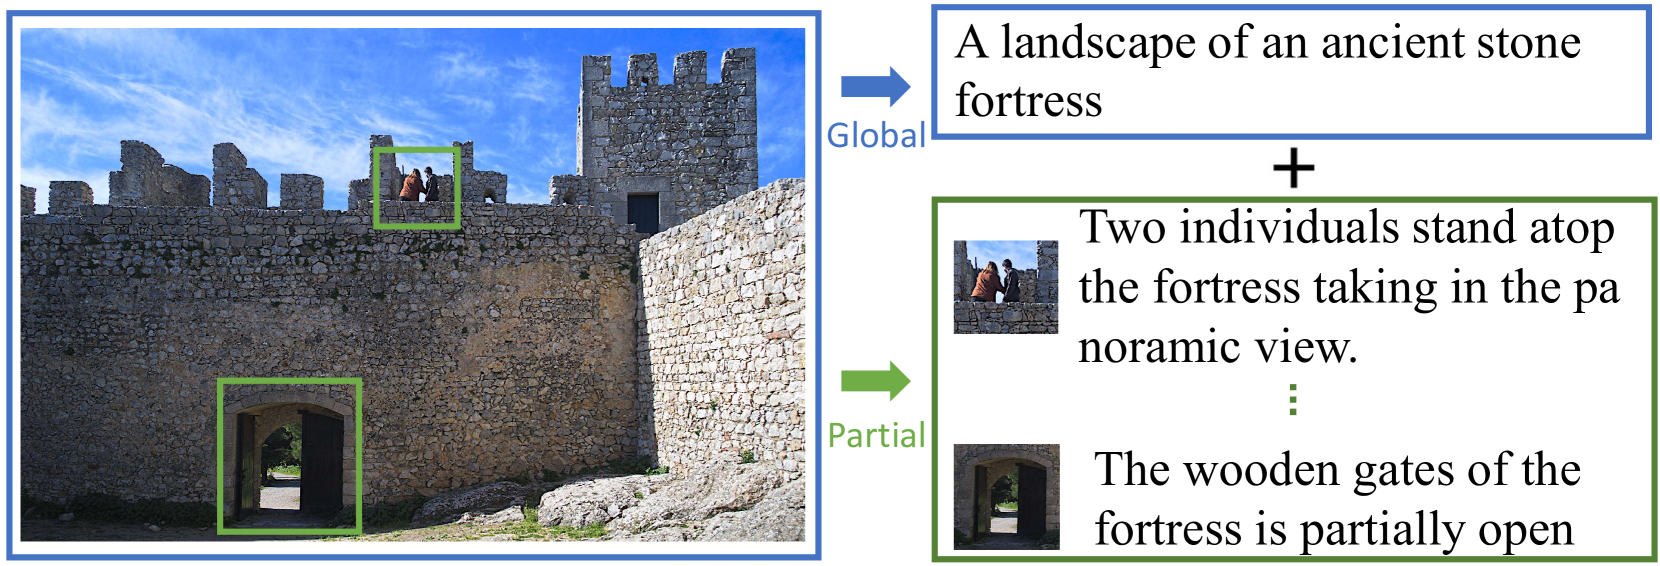 Global
A landscape of an ancient stone
fortress
+
Partial
Two individuals stand atop
the fortress taking in the pa
noramic view.
The wooden gates of the
fortress is partially open